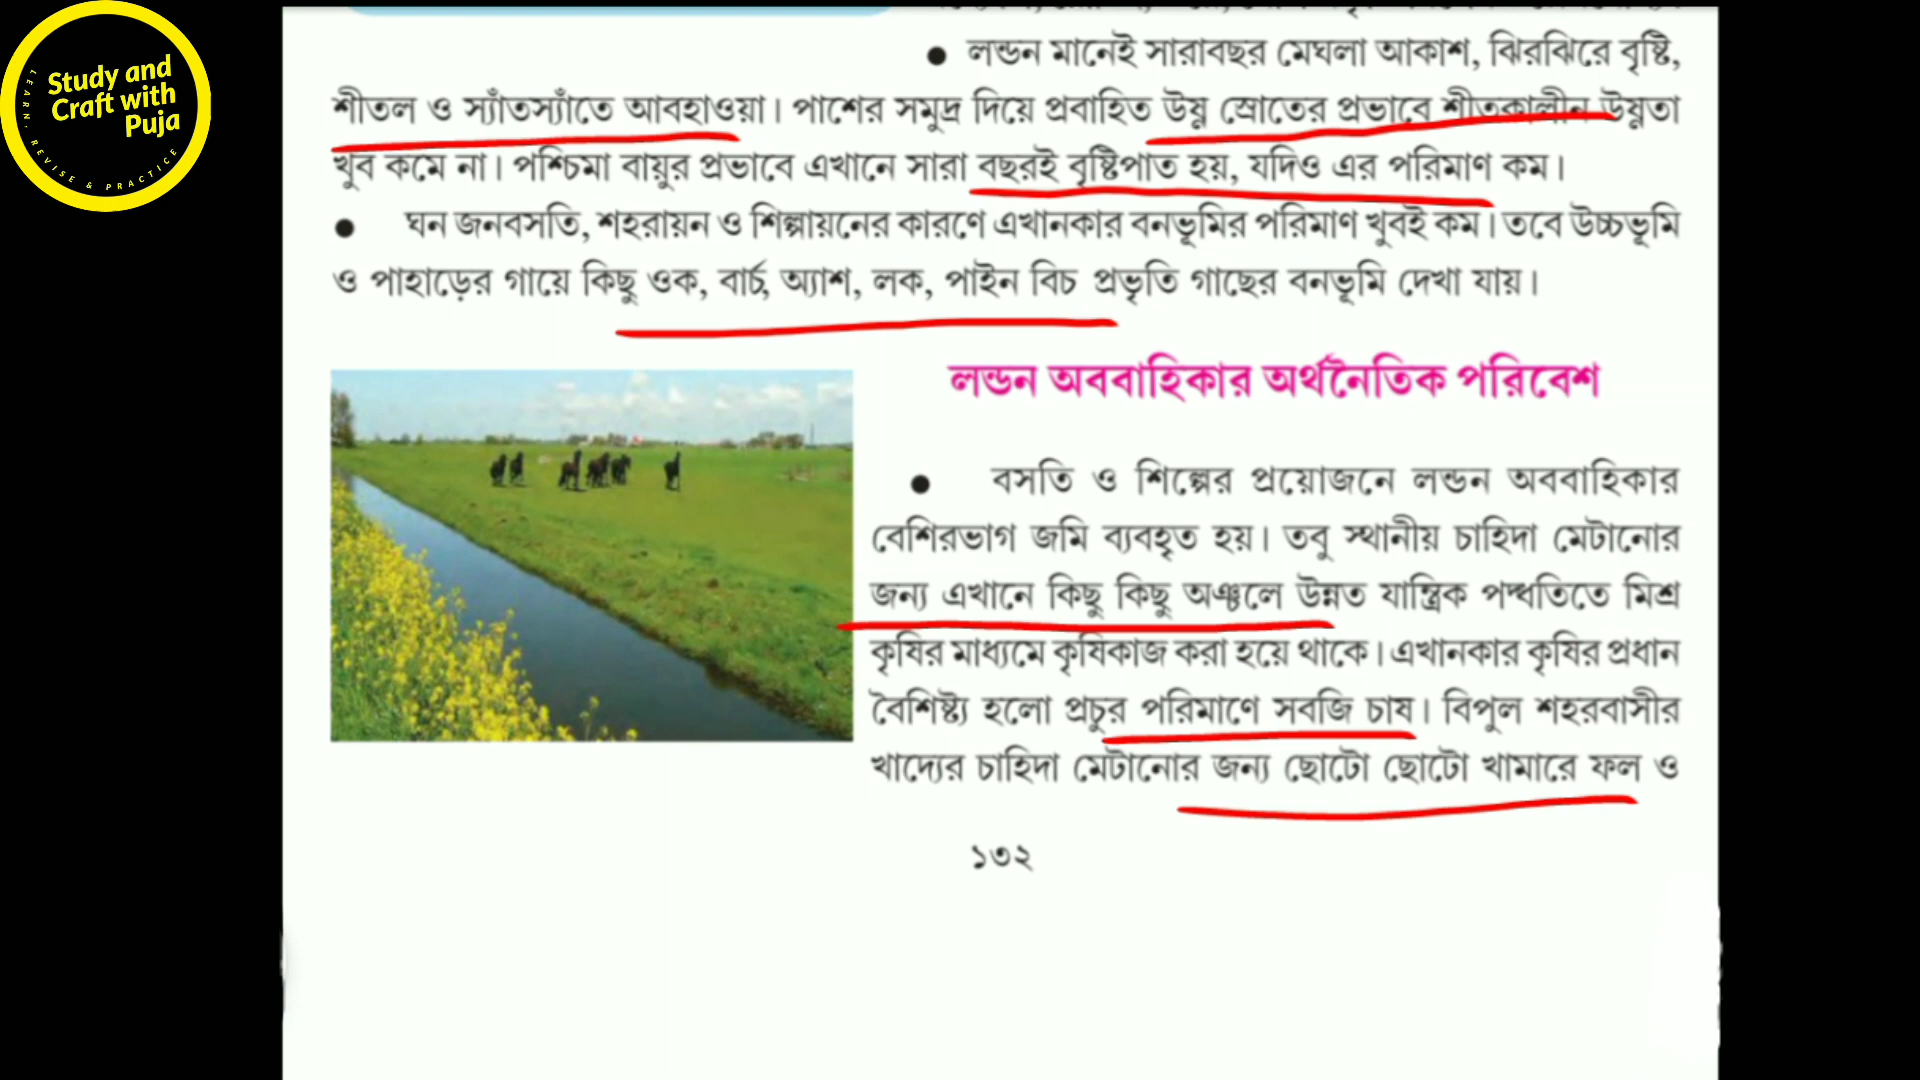 Study and
Craft with
Puja
LEARN, REVISE & PRACTICE
● লন্ডন মানেই সারাবছর মেঘলা আকাশ, ঝিরঝিরে বৃষ্টি,
শীতল ও স্যাঁতস্যাঁতে আবহাওয়া। পাশের সমুদ্র দিয়ে প্রবাহিত উষ্ণ স্রোতের প্রভাবে শীতকালীন উষ্ণতা
খুব কমে না। পশ্চিমা বায়ুর প্রভাবে এখানে সারা বছরই বৃষ্টিপাত হয়, যদিও এর পরিমাণ কম।
● ঘন জনবসতি, শহরায়ন ও শিল্পায়নের কারণে এখানকার বনভূমির পরিমাণ খুবই কম। তবে উচ্চভূমি
ও পাহাড়ের গায়ে কিছু ওক, বার্চ, অ্যাশ, লক, পাইন বিচ প্রভৃতি গাছের বনভূমি দেখা যায়।
লন্ডন অববাহিকার অর্থনৈতিক পরিবেশ
● বসতি ও শিল্পের প্রয়োজনে লন্ডন অববাহিকার
বেশিরভাগ জমি ব্যবহৃত হয়। তবু স্থানীয় চাহিদা মেটানোর
জন্য এখানে কিছু কিছু অঞ্চলে উন্নত যান্ত্রিক পদ্ধতিতে মিশ্র
কৃষির মাধ্যমে কৃষিকাজ করা হয়ে থাকে। এখানকার কৃষির প্রধান
বৈশিষ্ট্য হলো প্রচুর পরিমাণে সবজি চাষ। বিপুল শহরবাসীর
খাদ্যের চাহিদা মেটানোর জন্য ছোটো ছোটো খামারে ফল ও
১৩২